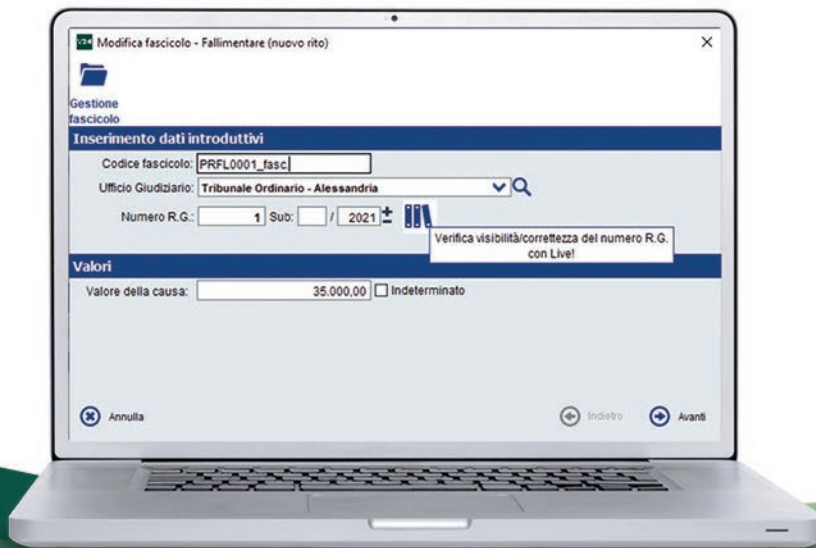 V24 Modifica fascicolo - Fallimentare (nuovo rito)
Gestione
fascicolo
Inserimento dati introduttivi
Codice fascicolo: PRFL0001_fasc
Ufficio Giudiziario: Tribunale Ordinario - Alessandria
Numero R.G.: 1 Sub: / 2021
Verifica visibilità/correttezza del numero R.G.
con Live!
Valori
Valore della causa: 35.000,00 Indeterminato
Annulla Indietro Avanti